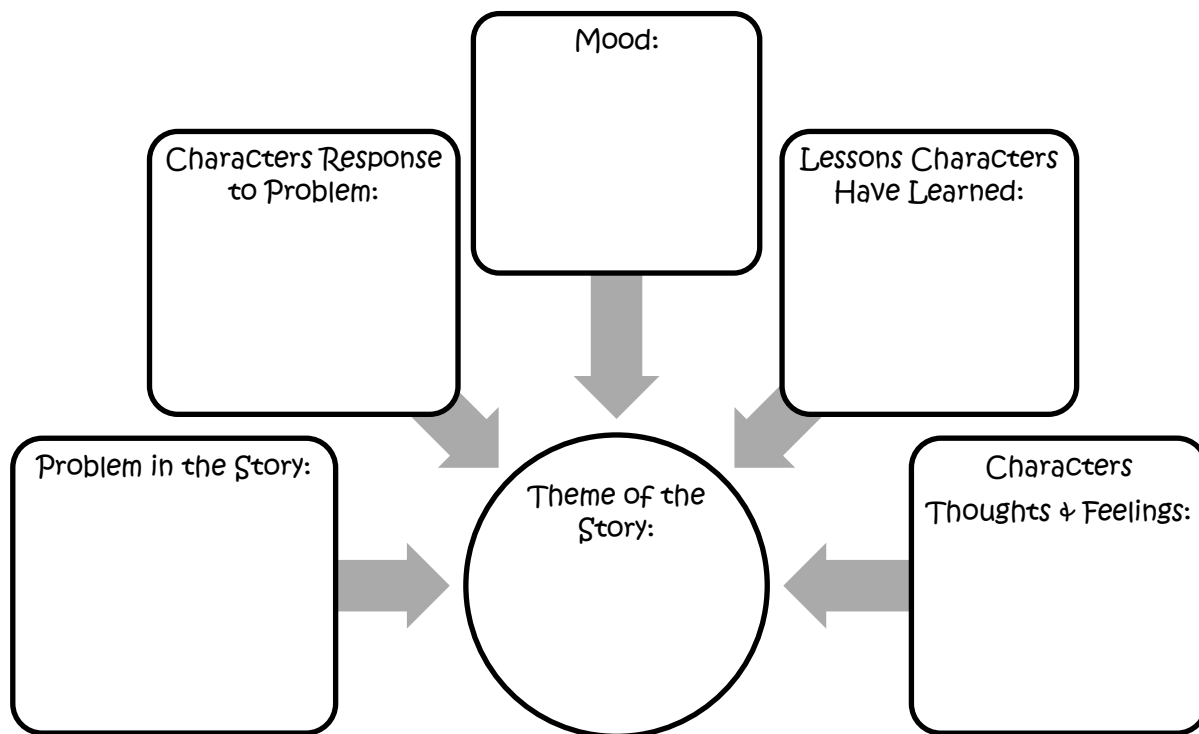 Mood:
Characters Response
to Problem:
Lessons Characters
Have Learned:
Problem in the Story:
Theme of the
Story:
Characters
Thoughts & Feelings: